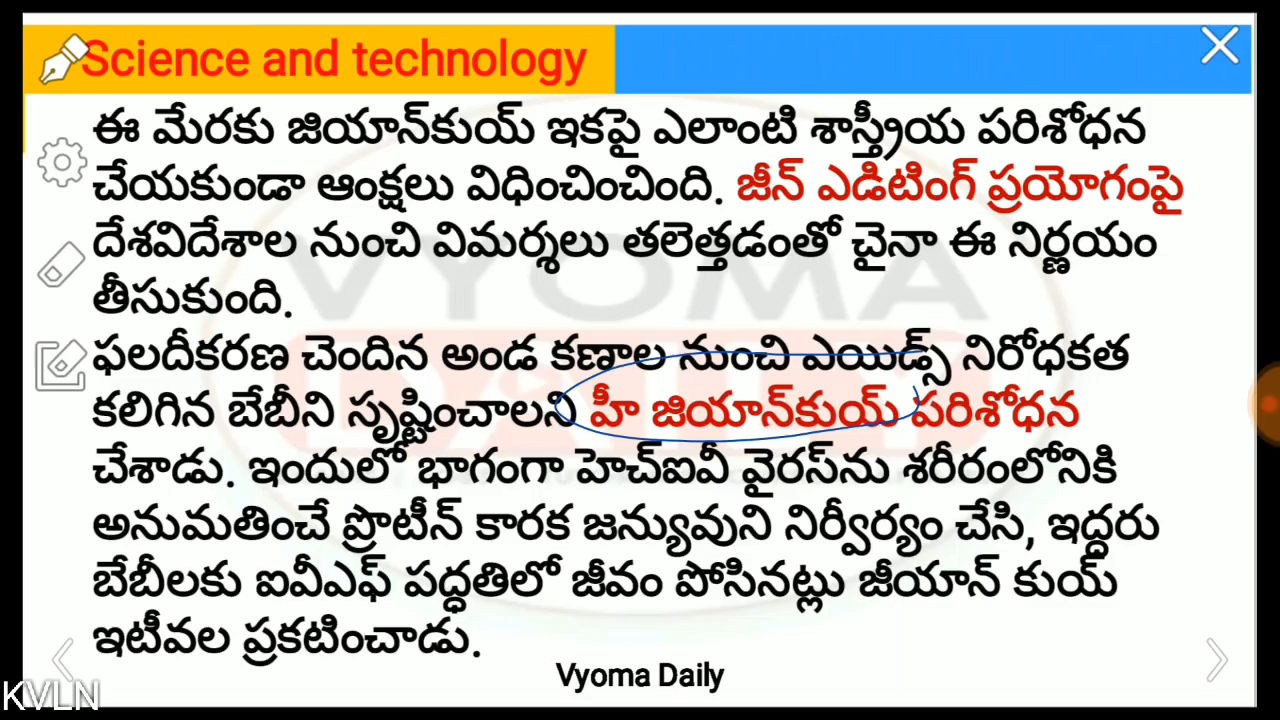 Science and technology
ఈ మేరకు జియాన్‌కుయ్ ఇకపై ఎలాంటి శాస్త్రీయ పరిశోధన
చేయకుండా ఆంక్షలు విధించించింది. జీన్ ఎడిటింగ్ ప్రయోగంపై
దేశవిదేశాల నుంచి విమర్శలు తలెత్తడంతో చైనా ఈ నిర్ణయం
తీసుకుంది.
ఫలదీకరణ చెందిన అండ కణాల నుంచి ఎయిడ్స్ నిరోధకత
కలిగిన బేబీని సృష్టించాలని హీ జియాన్‌కుయ్ పరిశోధన
చేశాడు. ఇందులో భాగంగా హెచ్ఐవీ వైరస్‌ను శరీరంలోనికి
అనుమతించే ప్రొటీన్ కారక జన్యువుని నిర్వీర్యం చేసి, ఇద్దరు
బేబీలకు ఐవీఎఫ్ పద్ధతిలో జీవం పోసినట్లు జీయాన్ కుయ్
ఇటీవల ప్రకటించాడు.
Vyoma Daily
KVLN
VYOMA